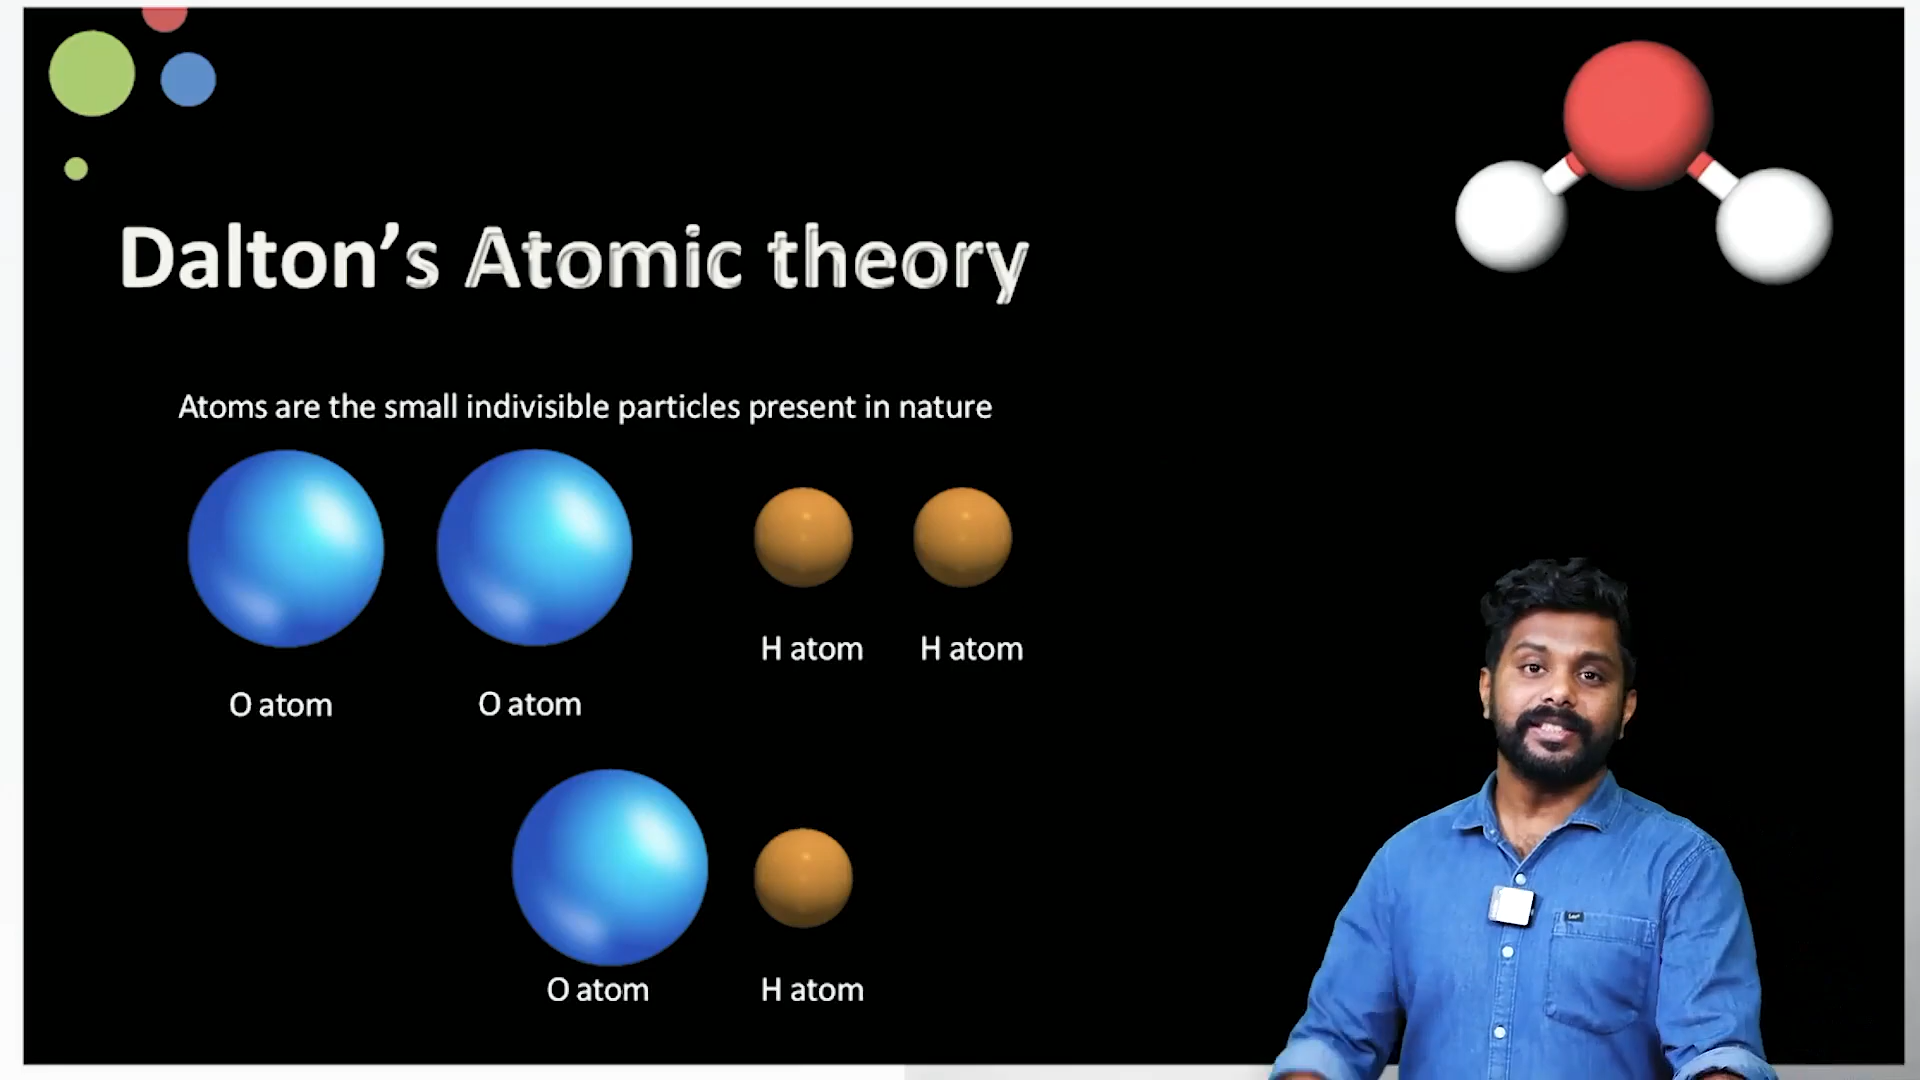 Dalton’s Atomic theory
Atoms are the small indivisible particles present in nature
H atom H atom
O atom O atom
O atom H atom